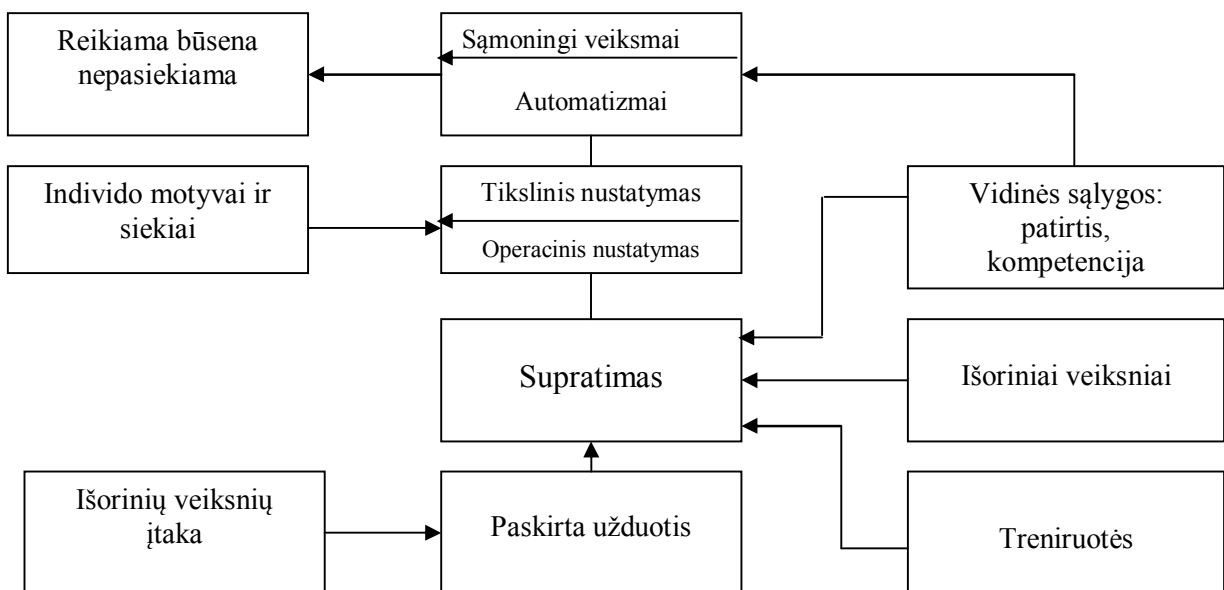 Reikiama būsena
nepasiekiama
Sąmoningi veiksmai
Automatizmai
Individo motyvai ir
siekiai
Tikslinis nustatymas
Operacinis nustatymas
Vidinės sąlygos:
patirtis,
kompetencija
Supratimas
Išoriniai veiksniai
Išorinių veiksnių
įtaka
Paskirta užduotis
Treniruotės